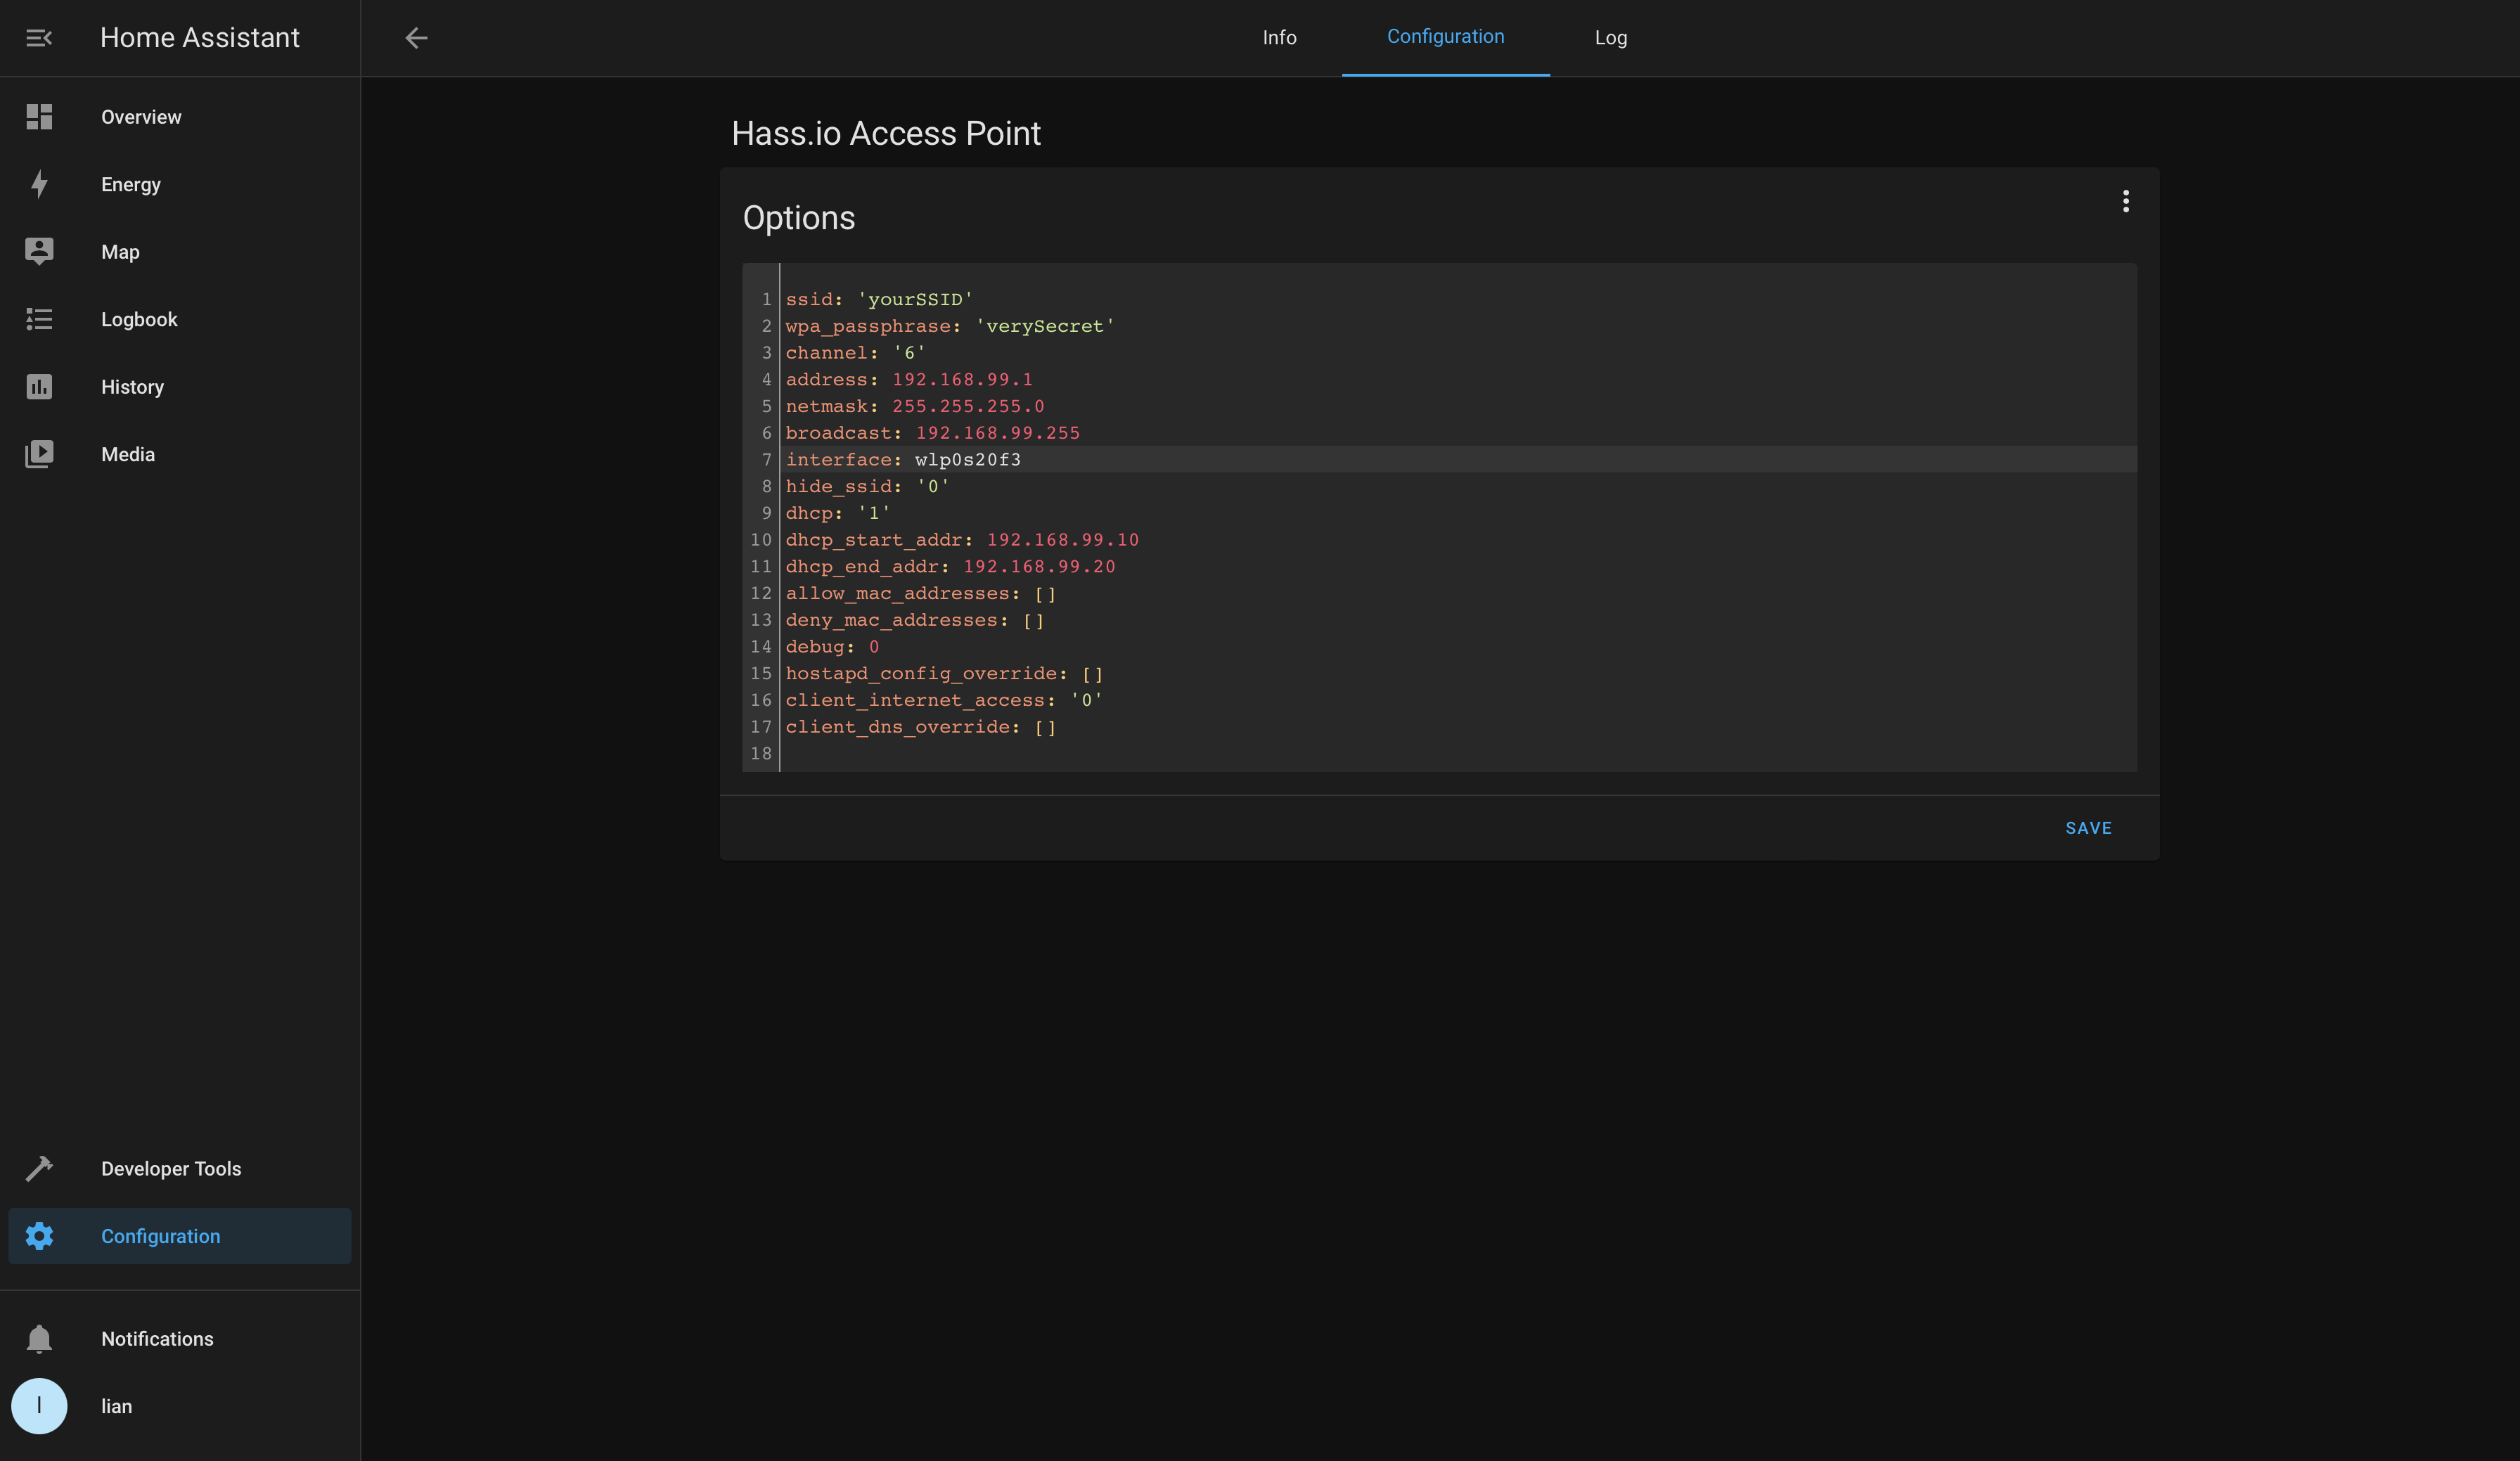 Home Assistant
Info
Configuration
Log
Overview
Energy
Map
Logbook
History
Media
Hass.io Access Point
Options
1 ssid: 'yourSSID'
2 wpa_passphrase: 'verySecret'
3 channel: '6'
4 address: 192.168.99.1
5 netmask: 255.255.255.0
6 broadcast: 192.168.99.255
7 interface: wlp0s20f3
8 hide_ssid: '0'
9 dhcp: '1'
10 dhcp_start_addr: 192.168.99.10
11 dhcp_end_addr: 192.168.99.20
12 allow_mac_addresses: []
13 deny_mac_addresses: []
14 debug: 0
15 hostapd_config_override: []
16 client_internet_access: '0'
17 client_dns_override: []
18
SAVE
Developer Tools
Configuration
Notifications
l
lian